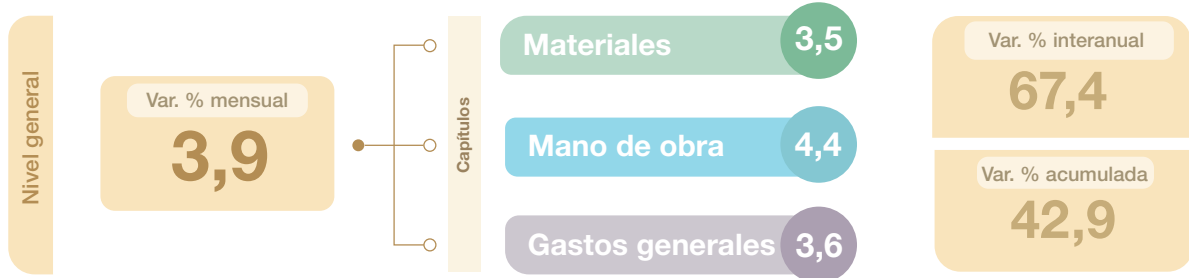 Nivel general
Var. % mensual
3,9
Capítulos
Materiales 3,5
Mano de obra 4,4
Gastos generales 3,6
Var. % interanual
67,4
Var. % acumulada
42,9